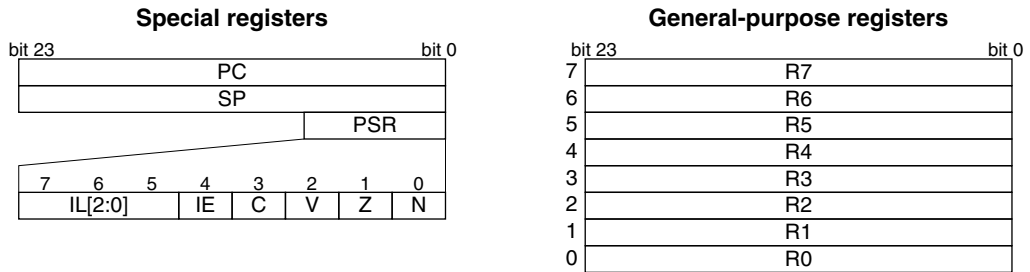 Special registers
bit 23 bit 0
PC
SP
PSR
7 6 5 4 3 2 1 0
IL[2:0] IE C V Z N
General-purpose registers
bit 23 bit 0
7 R7
6 R6
5 R5
4 R4
3 R3
2 R2
1 R1
0 R0